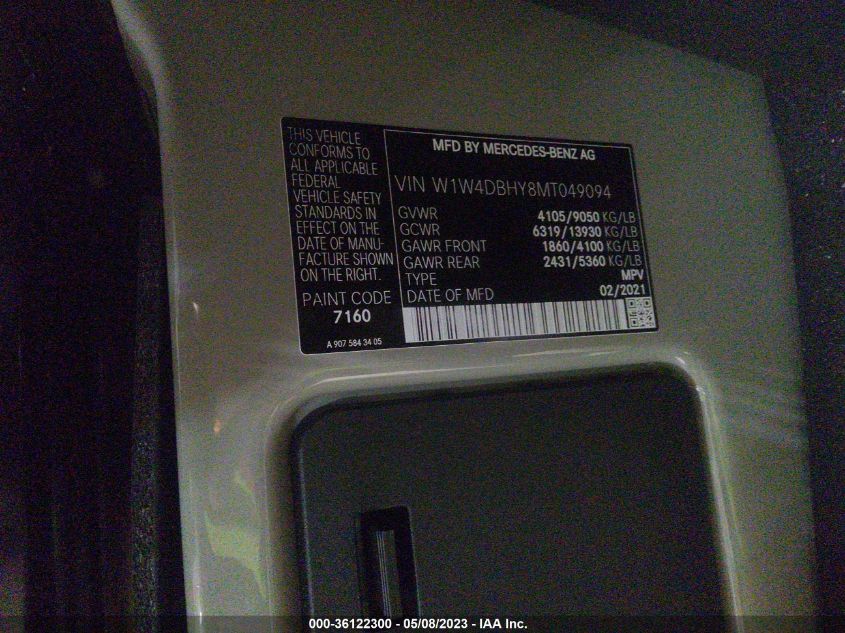 THIS VEHICLE
CONFORMS TO
ALL APPLICABLE
FEDERAL
VEHICLE SAFETY
STANDARDS IN
EFFECT ON THE
DATE OF MANU-
FACTURE SHOWN
ON THE RIGHT.
PAINT CODE
7160
A 907 584 34 05
MFD BY MERCEDES-BENZ AG
VIN W1W4DBHY8MT049094
GVWR 4105/9050 KG/LB
GCWR 6319/13930 KG/LB
GAWR FRONT 1860/4100 KG/LB
GAWR REAR 2431/5360 KG/LB
TYPE MPV
DATE OF MFD 02/2021
000-36122300 - 05/08/2023 - IAA Inc.